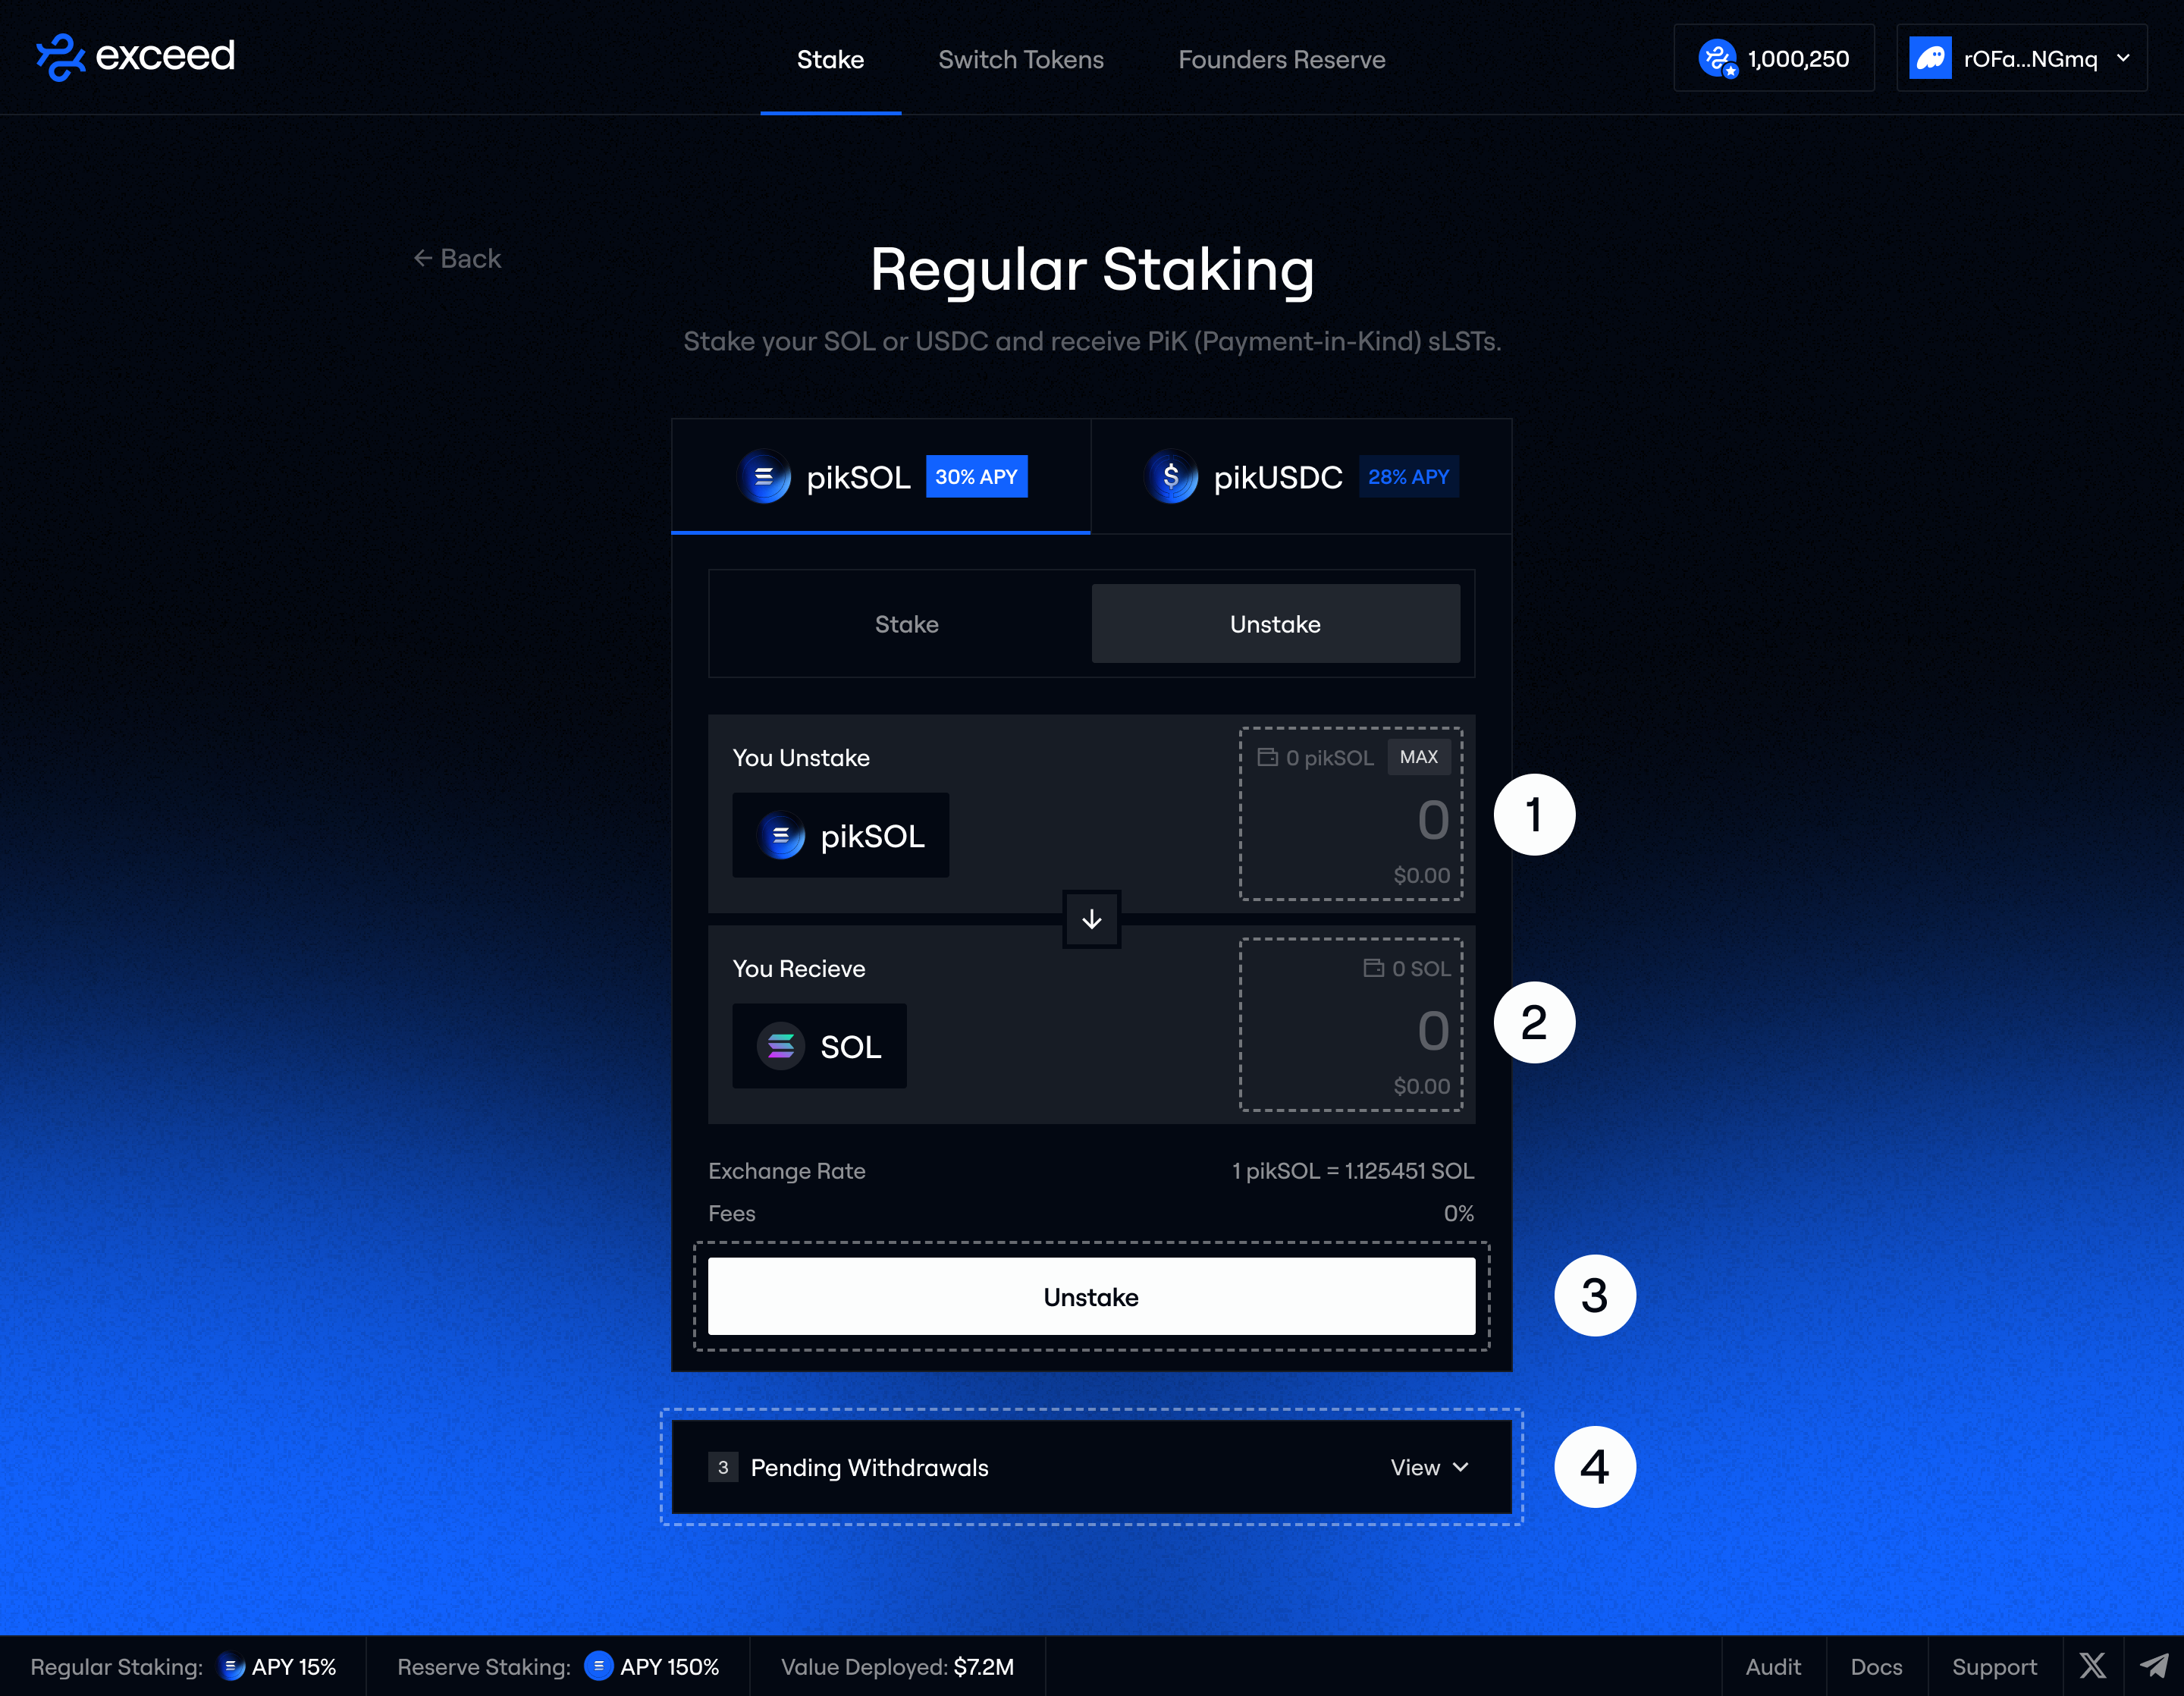 exceed
Stake
Switch Tokens
Founders Reserve
1,000,250
rOFa...NGmq
← Back
Regular Staking
Stake your SOL or USDC and receive PiK (Payment-in-Kind) sLSTs.
pikSOL 30% APY
pikUSDC 28% APY
Stake
Unstake
You Unstake
0 pikSOL MAX
pikSOL
0
$0.00
1
You Recieve
0 SOL
SOL
0
$0.00
2
Exchange Rate 1 pikSOL = 1.125451 SOL
Fees 0%
Unstake
3
3 Pending Withdrawals View
4
Regular Staking: APY 15%
Reserve Staking: APY 150%
Value Deployed: $7.2M
Audit
Docs
Support